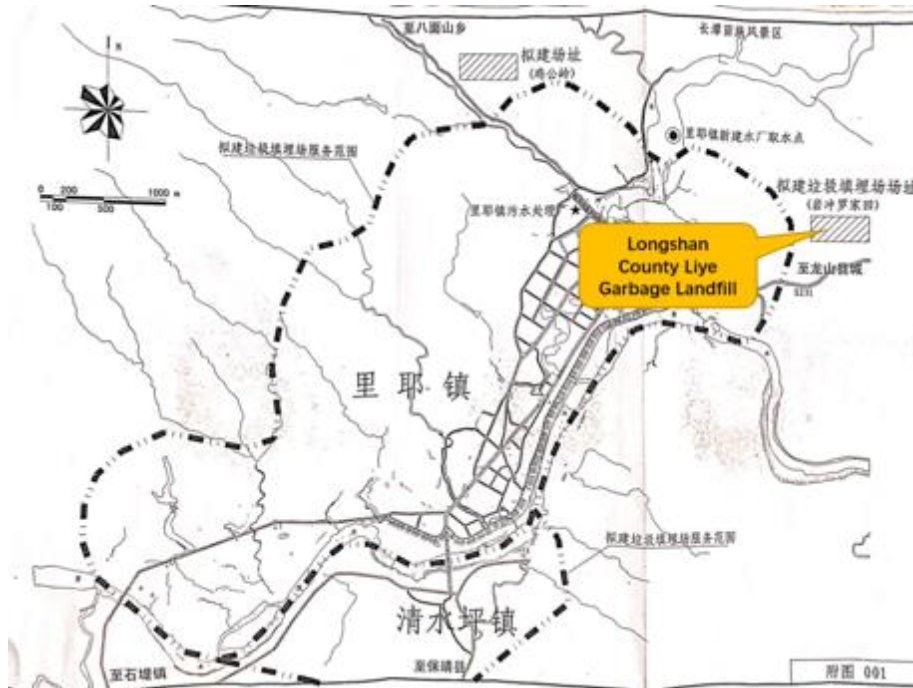 至八面山乡
长潭苗族风景区
拟建场址
(鸡公岭)
N
里耶镇新建水厂取水点
拟建垃圾填埋场服务范围
拟建垃圾填埋场场址
(岩冲罗家田)
0 200 1000 m
100 500
里耶镇污水处理厂
Longshan
County Liye
Garbage Landfill
至龙山县城
S231
里耶镇
拟建垃圾填埋场服务范围
清水坪镇
至石堤镇
至保靖县
附图 001